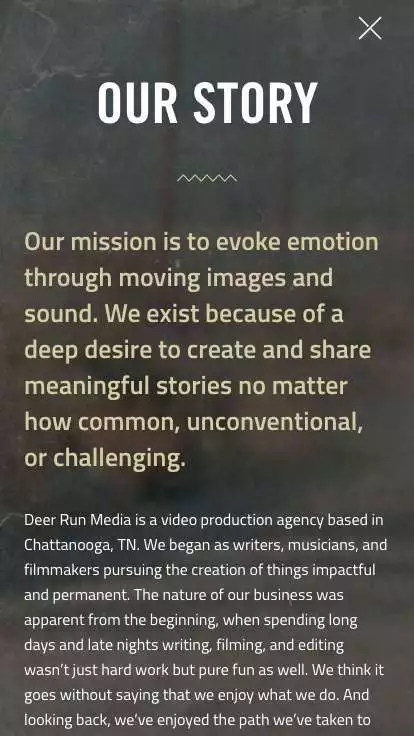 OUR STORY
Our mission is to evoke emotion
through moving images and
sound. We exist because of a
deep desire to create and share
meaningful stories no matter
how common, unconventional,
or challenging.
Deer Run Media is a video production agency based in
Chattanooga, TN. We began as writers, musicians, and
filmmakers pursuing the creation of things impactful
and permanent. The nature of our business was
apparent from the beginning, when spending long
days and late nights writing, filming, and editing
wasn’t just hard work but pure fun as well. We think it
goes without saying that we enjoy what we do. And
looking back, we’ve enjoyed the path we’ve taken to